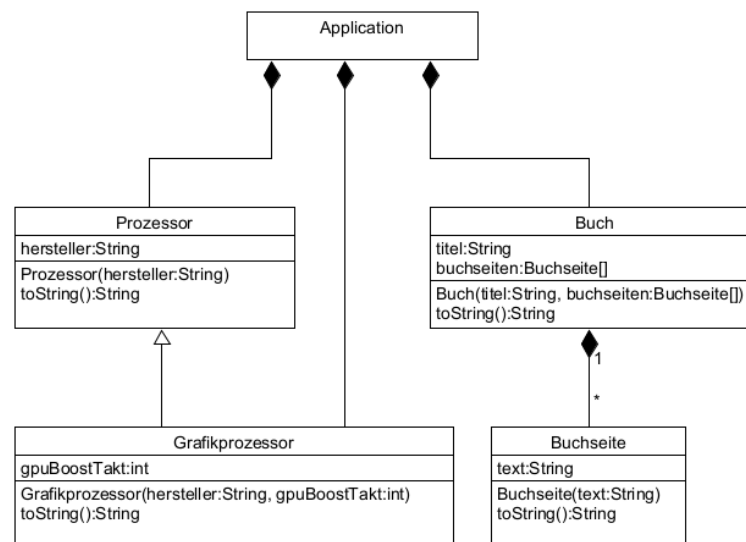 Application
Prozessor
hersteller:String
Prozessor(hersteller:String)
toString():String
Buch
titel:String
buchseiten:Buchseite[]
Buch(titel:String, buchseiten:Buchseite[])
toString():String
1
*
Grafikprozessor
gpuBoostTakt:int
Grafikprozessor(hersteller:String, gpuBoostTakt:int)
toString():String
Buchseite
text:String
Buchseite(text:String)
toString():String